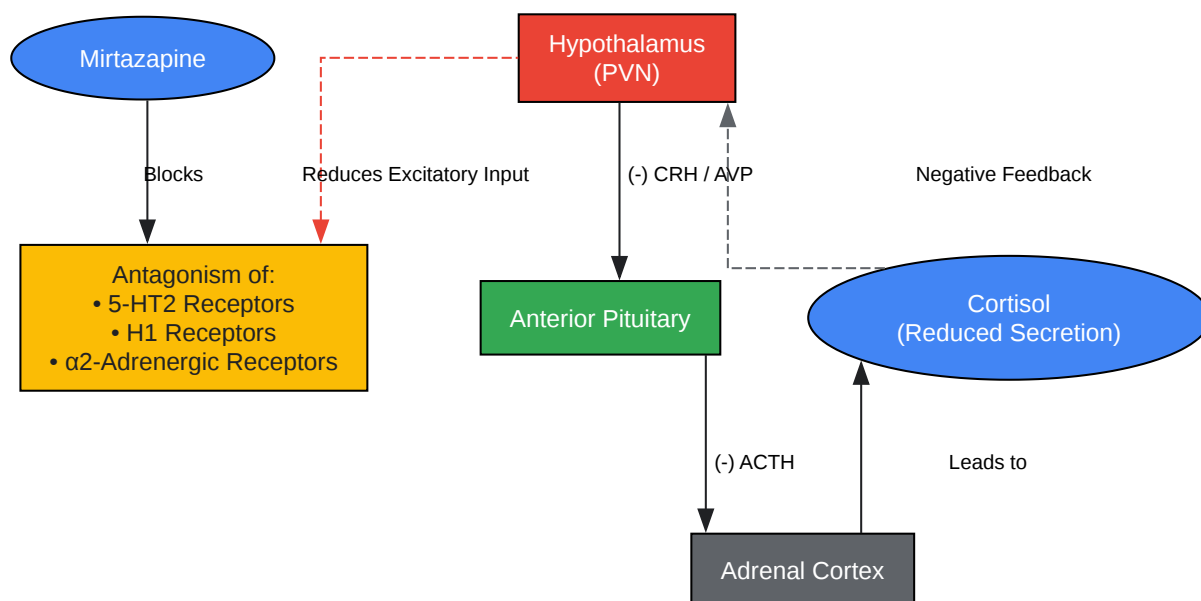 Mirtazapine
Hypothalamus
(PVN)
Blocks
Reduces Excitatory Input
(-) CRH / AVP
Negative Feedback
Antagonism of:
• 5-HT2 Receptors
• H1 Receptors
• α2-Adrenergic Receptors
Anterior Pituitary
Cortisol
(Reduced Secretion)
(-) ACTH
Leads to
Adrenal Cortex